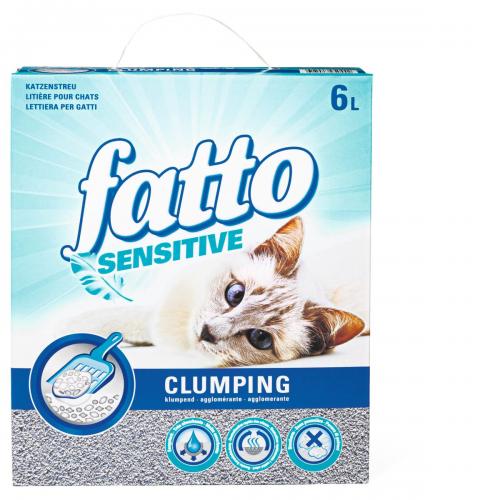 KATZENSTREU
LITIÈRE POUR CHATS
LETTIERA PER GATTI
6L
fatto
SENSITIVE
CLUMPING
klumpend - agglomérante - agglomerante